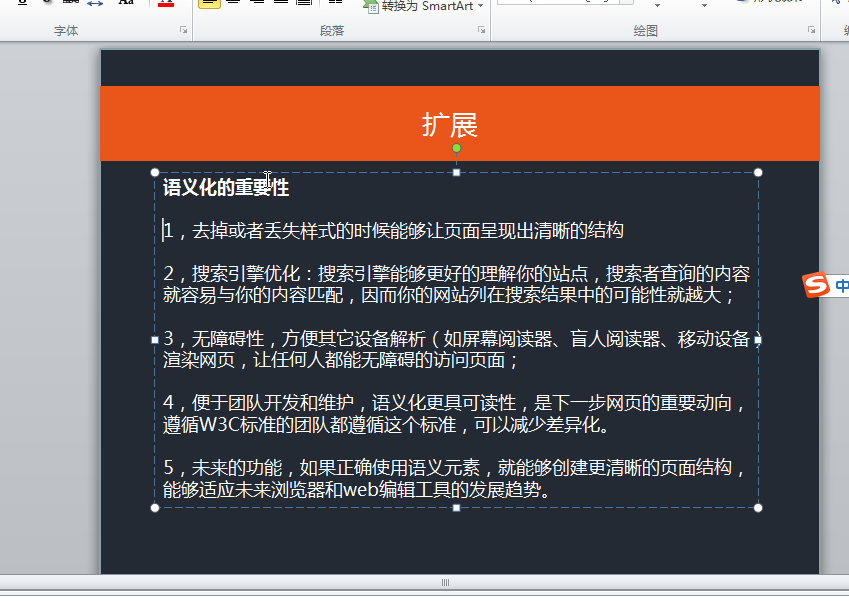 Aa
A
转换为 SmartArt
字体
段落
绘图
扩展
语义化的重要性
1，去掉或者丢失样式的时候能够让页面呈现出清晰的结构
2，搜索引擎优化：搜索引擎能够更好的理解你的站点，搜索者查询的内容
就容易与你的内容匹配，因而你的网站列在搜索结果中的可能性就越大；
3，无障碍性，方便其它设备解析（如屏幕阅读器、盲人阅读器、移动设备）
渲染网页，让任何人都能无障碍的访问页面；
4，便于团队开发和维护，语义化更具可读性，是下一步网页的重要动向，
遵循W3C标准的团队都遵循这个标准，可以减少差异化。
5，未来的功能，如果正确使用语义元素，就能够创建更清晰的页面结构，
能够适应未来浏览器和web编辑工具的发展趋势。
S 中